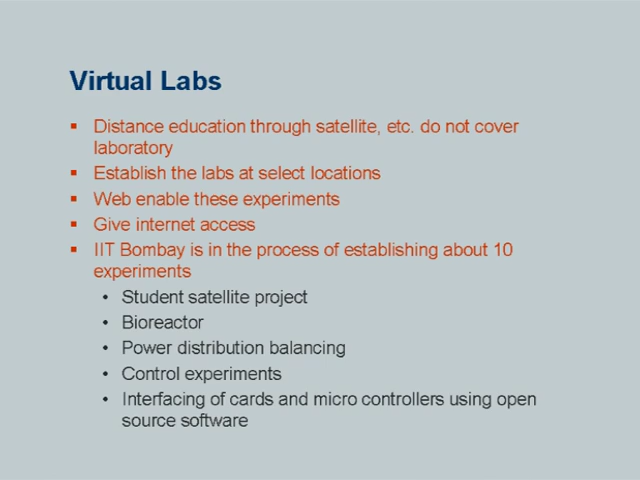 Virtual Labs
▪ Distance education through satellite, etc. do not cover
laboratory
▪ Establish the labs at select locations
▪ Web enable these experiments
▪ Give internet access
▪ IIT Bombay is in the process of establishing about 10
experiments
• Student satellite project
• Bioreactor
• Power distribution balancing
• Control experiments
• Interfacing of cards and micro controllers using open
source software